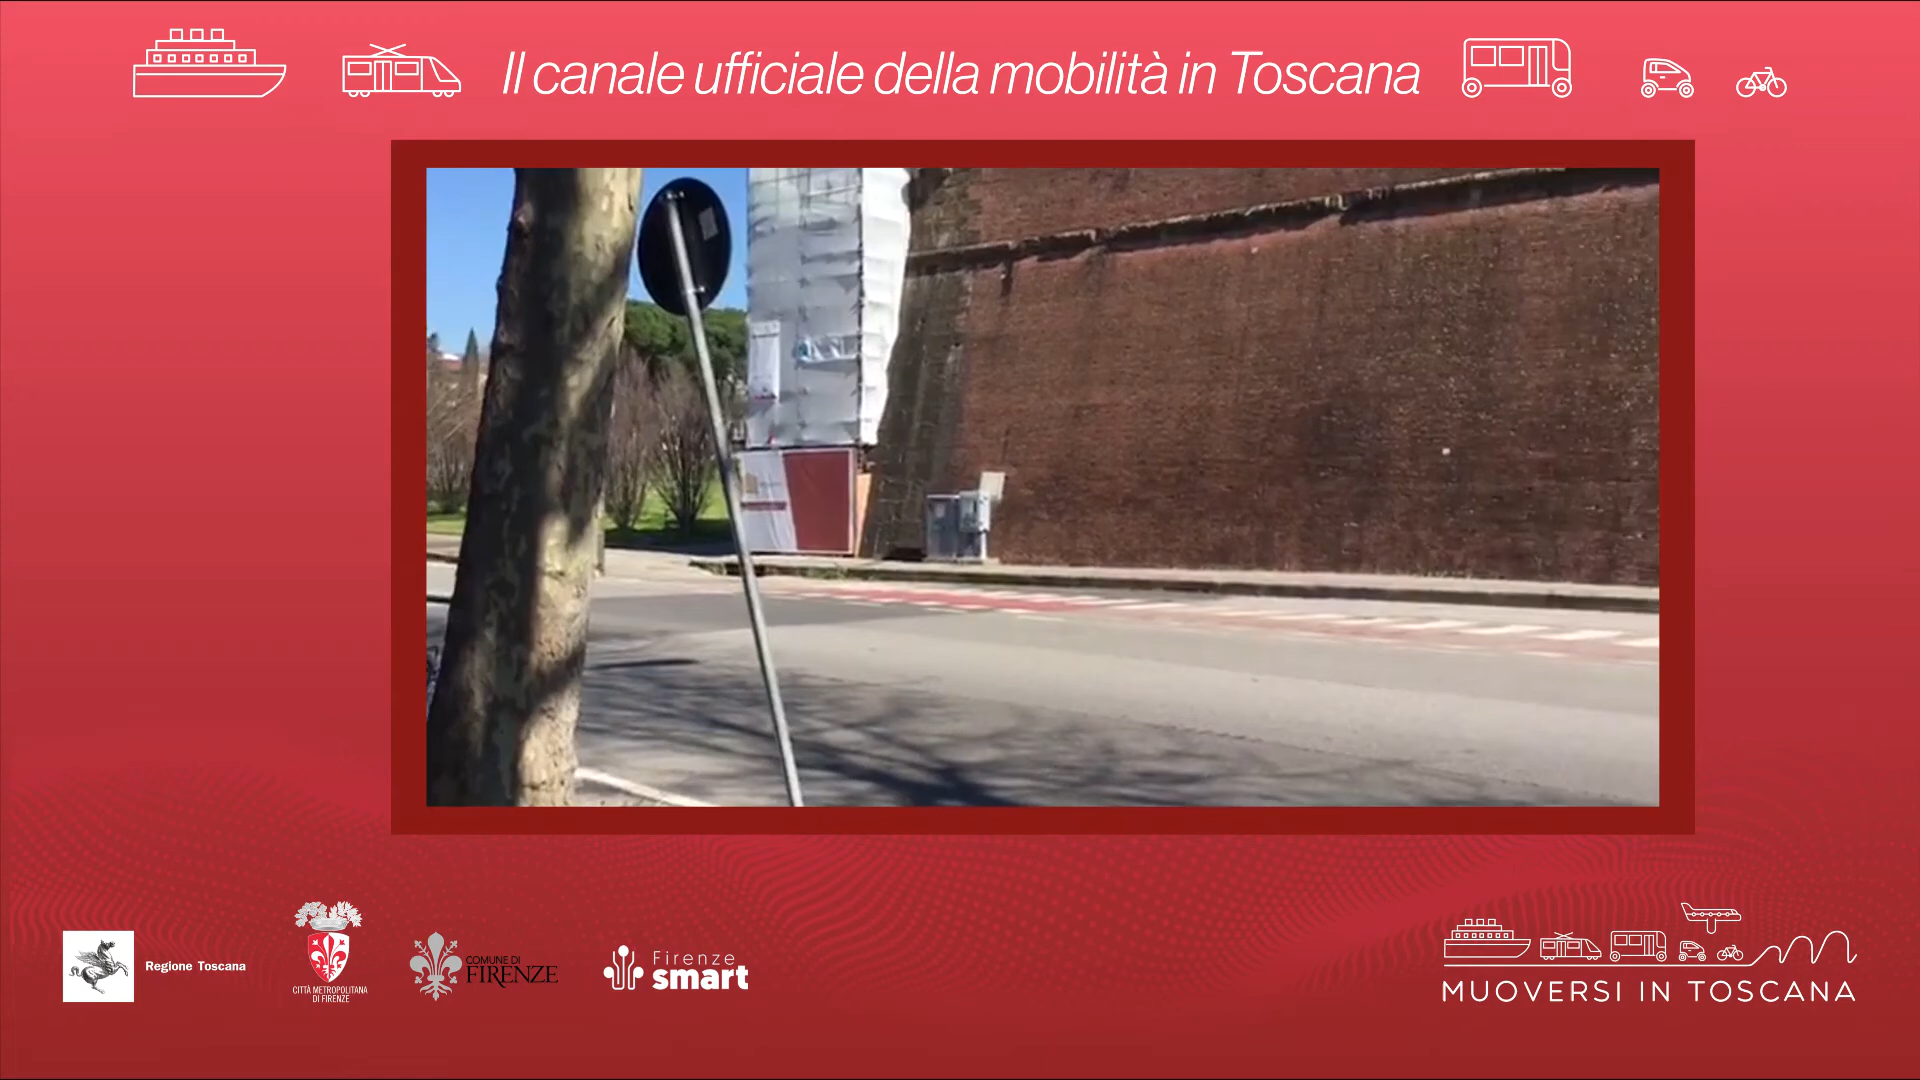 Il canale ufficiale della mobilità in Toscana
Regione Toscana
CITTÀ METROPOLITANA
DI FIRENZE
COMUNE DI
FIRENZE
Firenze
smart
MUOVERSI IN TOSCANA